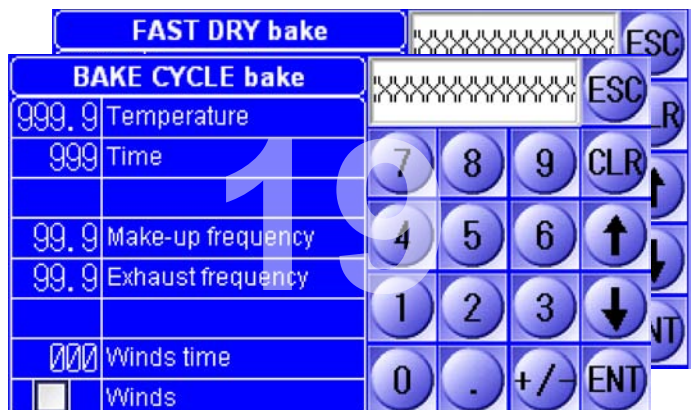 FAST DRY bake
XXXXXXXXXXXX ESC
BAKE CYCLE bake
XXXXXXXXXXXX ESC
999.9 Temperature
999 Time
7 8 9 CLR
99.9 Make-up frequency
4 5 6
99.9 Exhaust frequency
1 2 3
000 Winds time
0 . +/- ENT
Winds
19